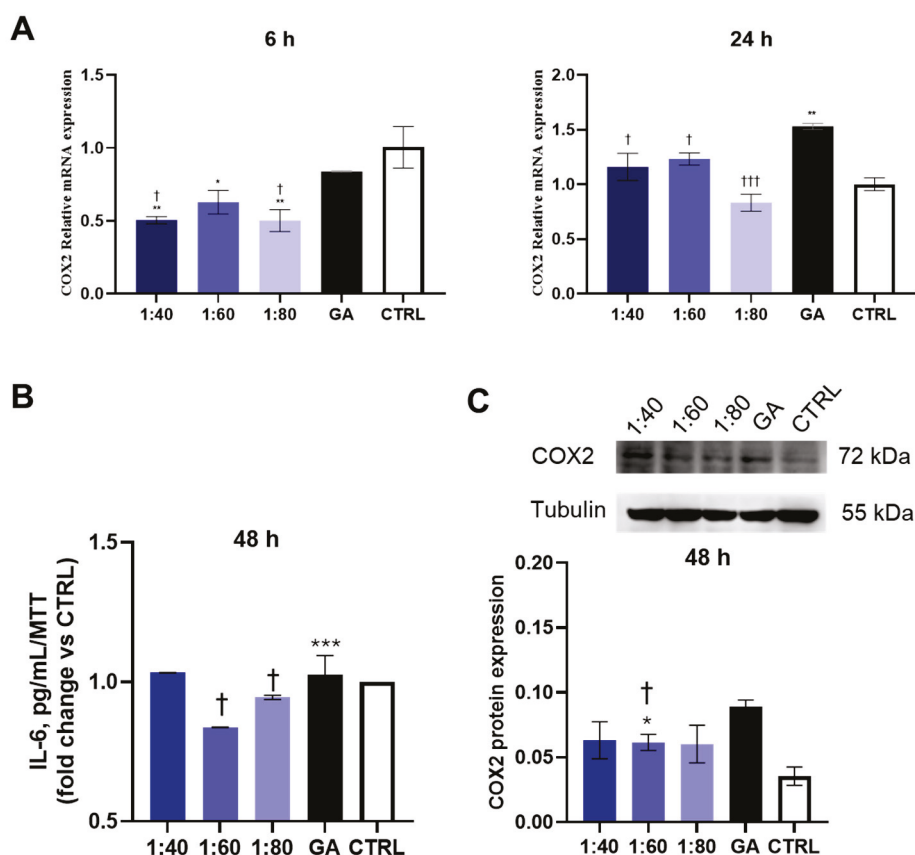 A
6 h
24 h
COX2 Relative mRNA expression
1.5
1.0
0.5
0.0
†
**
*
†
**
1:40 1:60 1:80 GA CTRL
COX2 Relative mRNA expression
2.0
1.5
1.0
0.5
0.0
†
†
†††
**
1:40 1:60 1:80 GA CTRL
B
48 h
IL-6, pg/mL/MTT
(fold change vs CTRL)
1.5
1.0
0.5
†
†
***
1:40 1:60 1:80 GA CTRL
C
1:40 1:60 1:80 GA CTRL
COX2 72 kDa
Tubulin 55 kDa
48 h
COX2 protein expression
0.20
0.15
0.10
0.05
0.00
†
*
1:40 1:60 1:80 GA CTRL